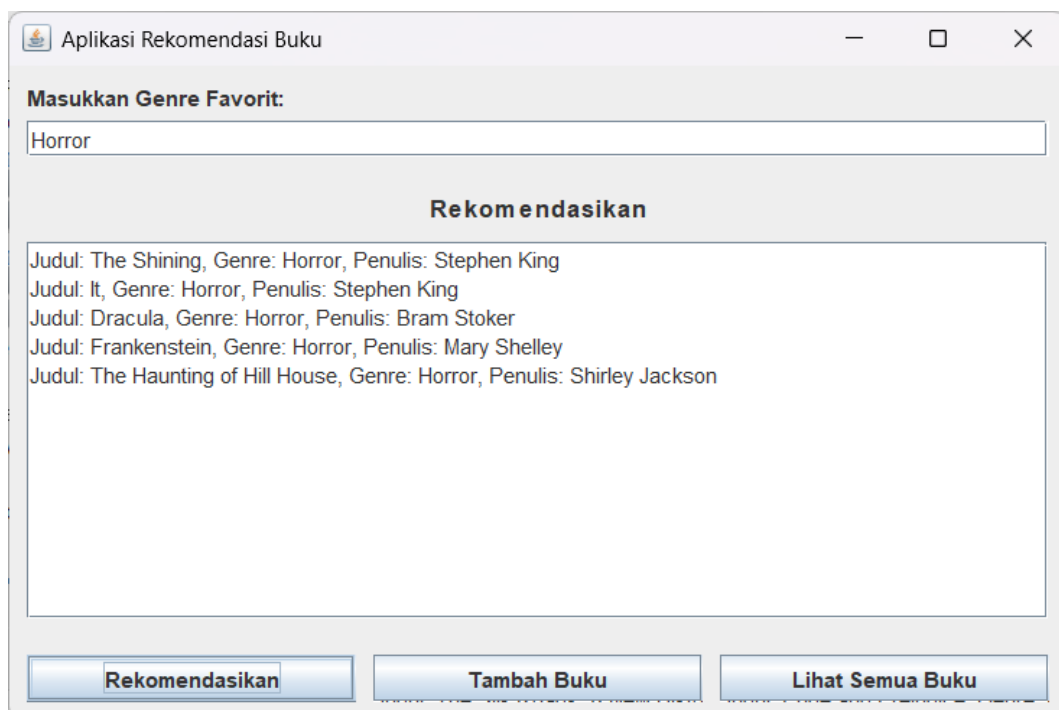 Aplikasi Rekomendasi Buku
Masukkan Genre Favorit:
Horror
Rekomendasikan
Judul: The Shining, Genre: Horror, Penulis: Stephen King
Judul: It, Genre: Horror, Penulis: Stephen King
Judul: Dracula, Genre: Horror, Penulis: Bram Stoker
Judul: Frankenstein, Genre: Horror, Penulis: Mary Shelley
Judul: The Haunting of Hill House, Genre: Horror, Penulis: Shirley Jackson
Rekomendasikan Tambah Buku Lihat Semua Buku